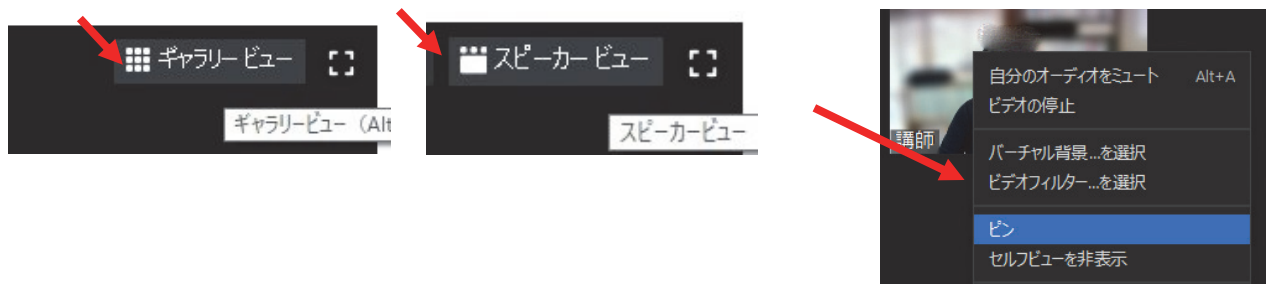 ギャラリービュー
ギャラリービュー（Alt
スピーカービュー
スピーカービュー
講師
自分のオーディオをミュート Alt+A
ビデオの停止
バーチャル背景...を選択
ビデオフィルター...を選択
ピン
セルフビューを非表示